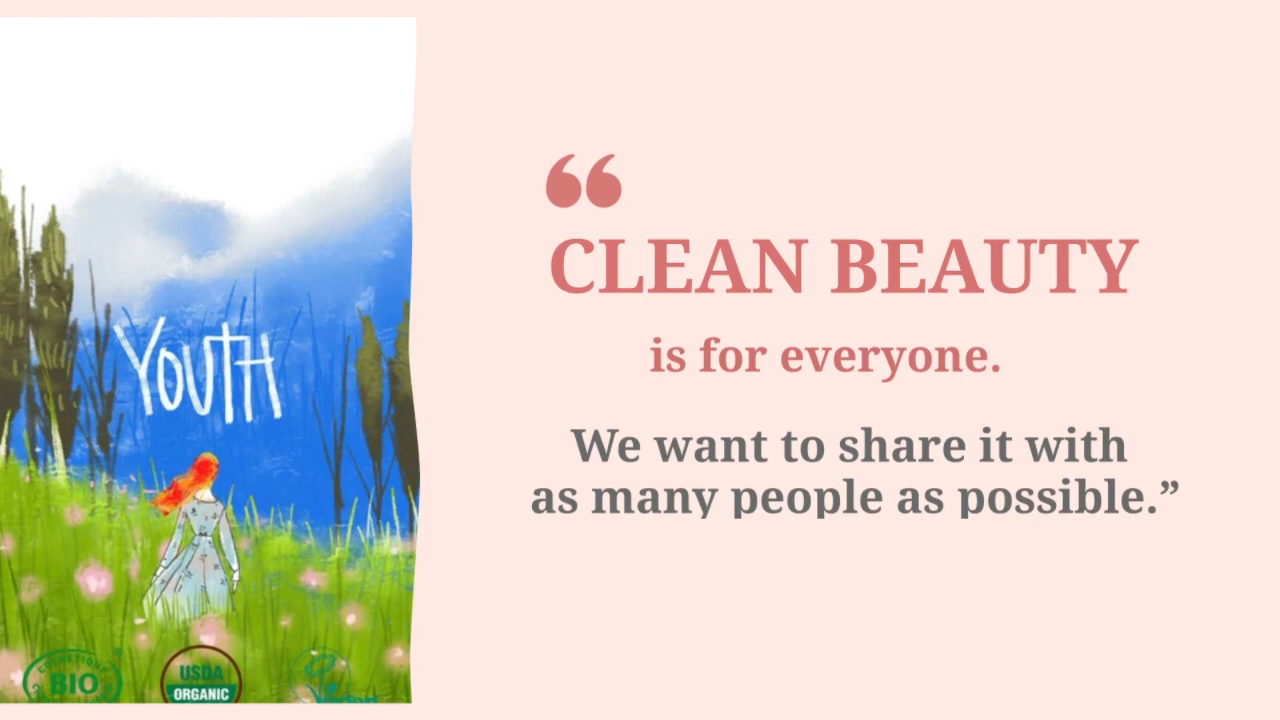 “
CLEAN BEAUTY
is for everyone.
We want to share it with
as many people as possible.”
YOUTH
COSMETIQUE
BIO
USDA
ORGANIC